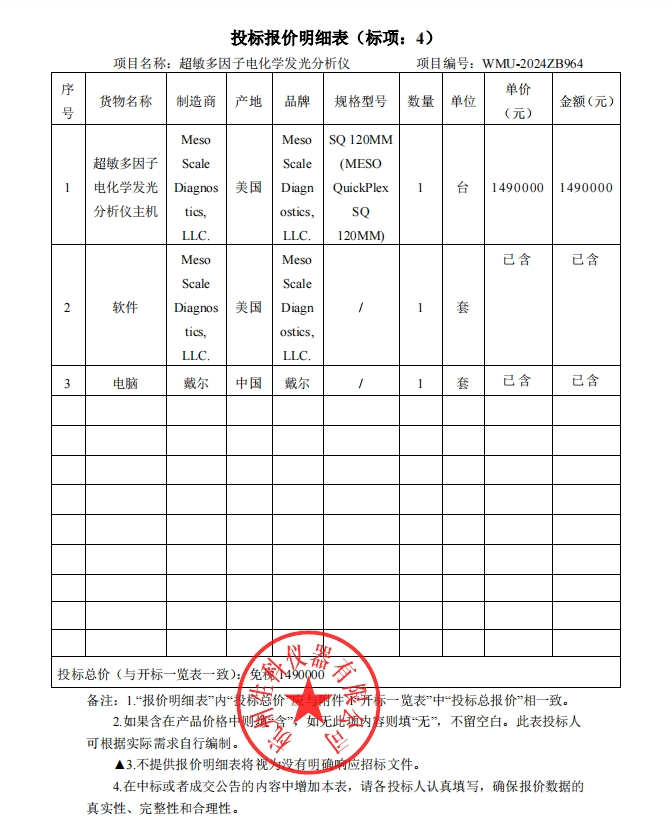 投标报价明细表（标项：4）
项目名称：超敏多因子电化学发光分析仪 项目编号：WMU-2024ZB964
序号 货物名称 制造商 产地 品牌 规格型号 数量 单位 单价（元） 金额（元）
1 超敏多因子电化学发光分析仪主机 Meso Scale Diagnostics, LLC. 美国 Meso Scale Diagnostics, LLC. SQ 120MM (MESO QuickPlex SQ 120MM) 1 台 1490000 1490000
2 软件 Meso Scale Diagnostics, LLC. 美国 Meso Scale Diagnostics, LLC. / 1 套 已含 已含
3 电脑 戴尔 中国 戴尔 / 1 套 已含 已含
投标总价（与开标一览表一致）：免税 1490000
备注：1.“报价明细表”内“投标总价”应与附件“开标一览表”中“投标总报价”相一致。
2.如果含在产品价格中则填“含”，如无此项内容则填“无”，不留空白。此表投标人
可根据实际需求自行编制。
▲3.不提供报价明细表将视为没有明确响应招标文件。
4.在中标或者成交公告的内容中增加本表，请各投标人认真填写，确保报价数据的
真实性、完整性和合理性。
科仪器有限公司